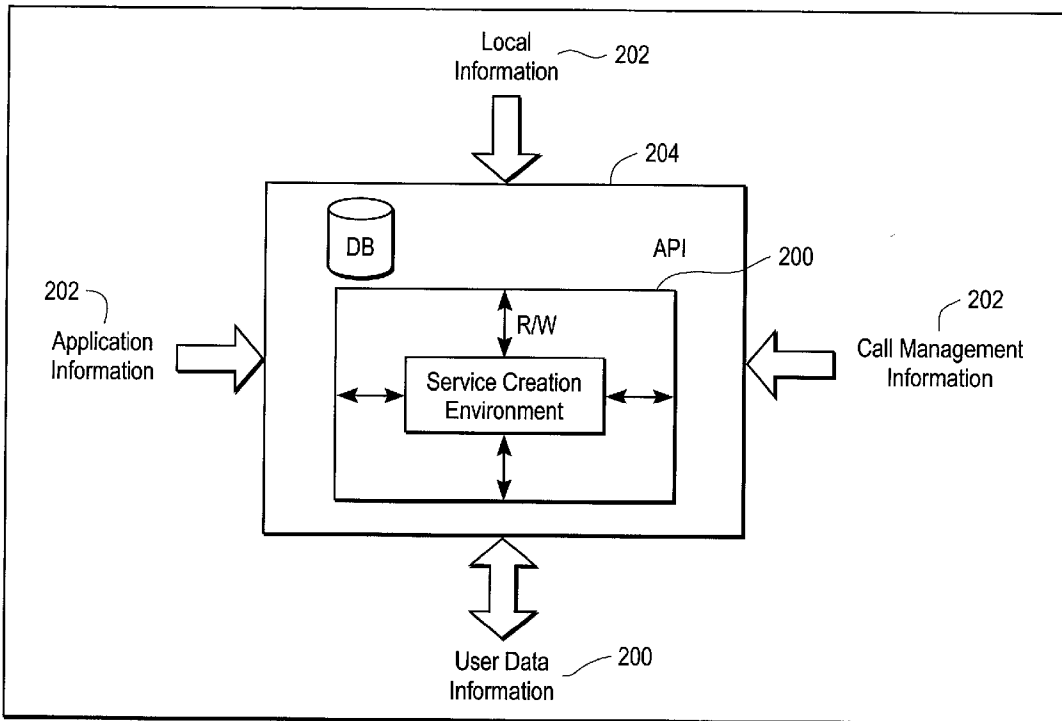 Local
Information
202
204
DB
API
200
202
Application
Information
R/W
Service Creation
Environment
202
Call Management
Information
User Data
Information
200